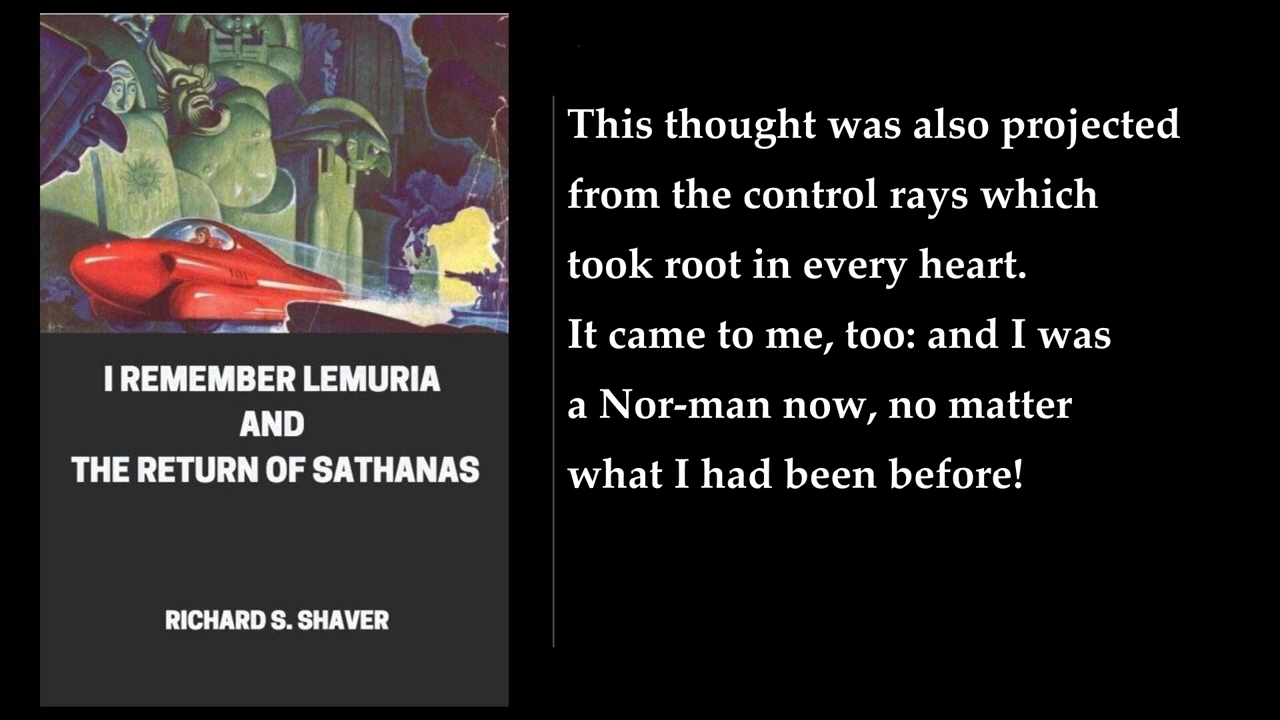 I REMEMBER LEMURIA
AND
THE RETURN OF SATHANAS
RICHARD S. SHAVER
This thought was also projected
from the control rays which
took root in every heart.
It came to me, too: and I was
a Nor-man now, no matter
what I had been before!